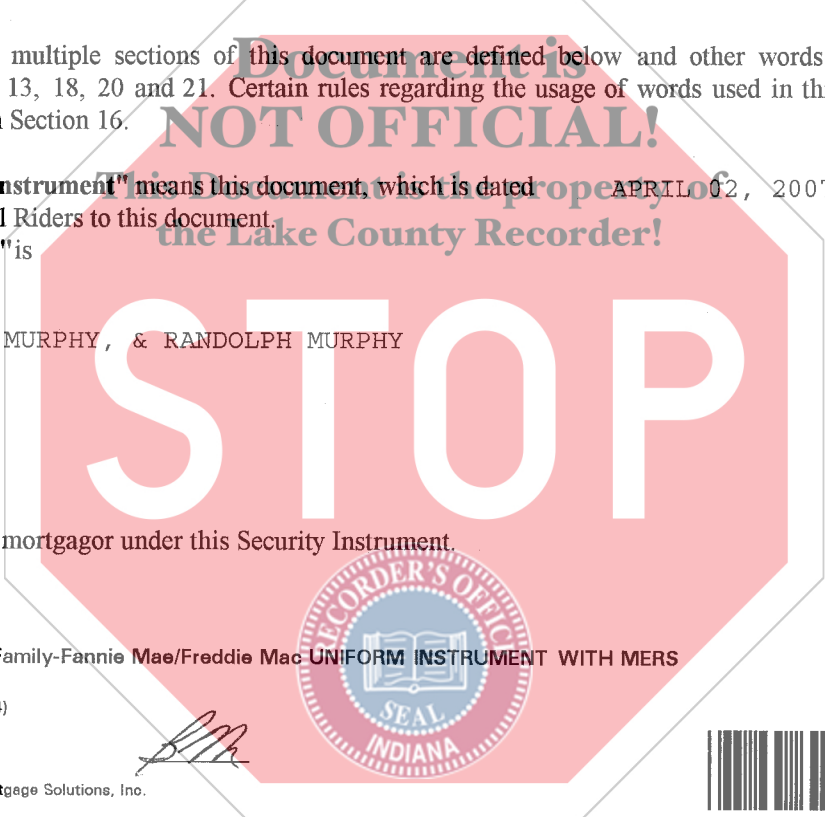 multiple sections of this document are defined below and other words
13, 18, 20 and 21. Certain rules regarding the usage of words used in thi
Section 16.
Document is
NOT OFFICIAL!
This Document is the property of
the Lake County Recorder!
nstrument" means this document, which is dated APRIL 02, 2007
Riders to this document.
" is
MURPHY, & RANDOLPH MURPHY
STOP
mortgagor under this Security Instrument.
RECORDER'S OFFIC
SEAL
INDIANA
Family-Fannie Mae/Freddie Mac UNIFORM INSTRUMENT WITH MERS
tgage Solutions, Inc.